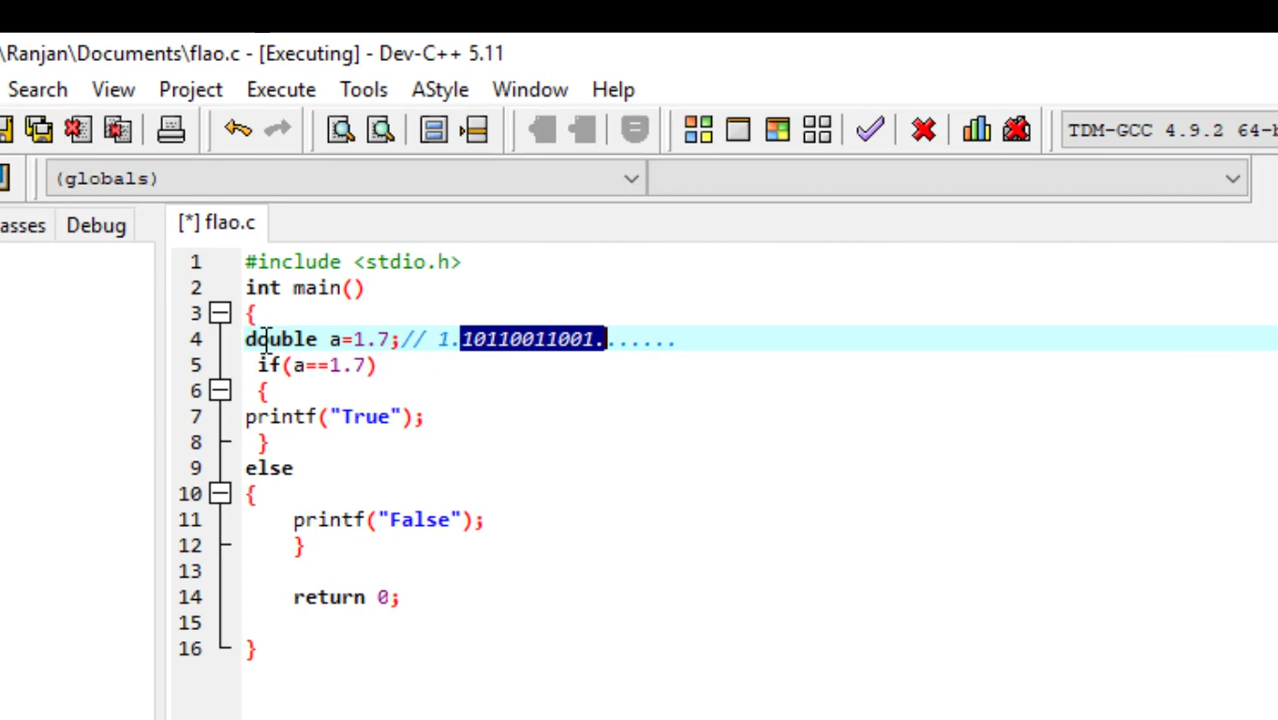 \Ranjan\Documents\flao.c - [Executing] - Dev-C++ 5.11
Search View Project Execute Tools AStyle Window Help
TDM-GCC 4.9.2 64-b
(globals)
asses Debug [*] flao.c
1 #include <stdio.h>
2 int main()
3 {
4 double a=1.7;// 1.10110011001.......
5 if(a==1.7)
6 {
7 printf("True");
8 }
9 else
10 {
11 printf("False");
12 }
13
14 return 0;
15
16 }